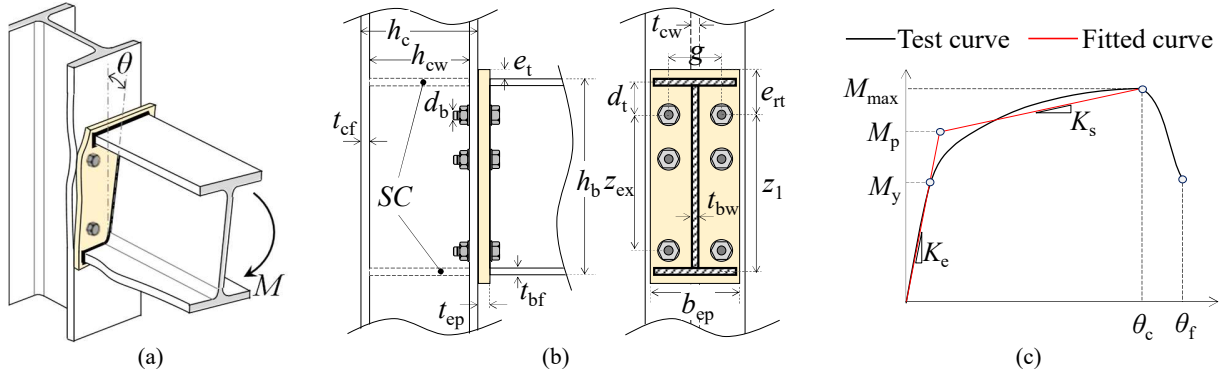 θ
M
(a)
h_c
h_cw
e_t
d_b
t_cf
SC
h_b
z_ex
t_ep
t_bf
t_cw
g
d_t
e_rt
z_1
t_bw
b_ep
(b)
Test curve
Fitted curve
M_max
M_p
M_y
K_s
K_e
θ_c
θ_f
(c)